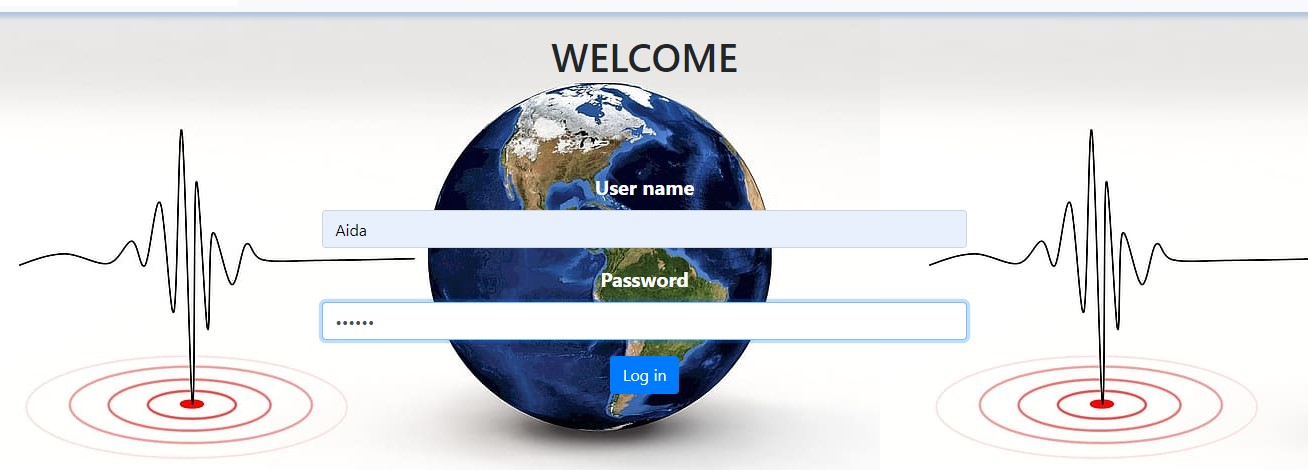 WELCOME
User name
Aida
Password
••••••
Log in